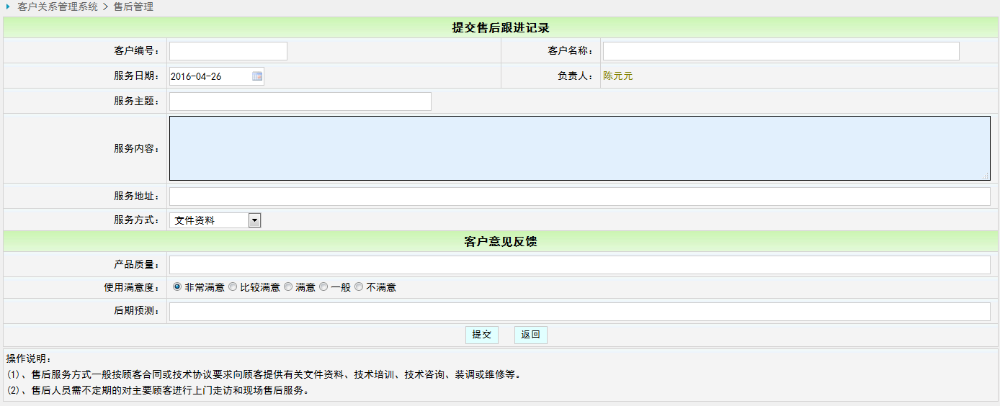 客户关系管理系统 > 售后管理
提交售后跟进记录
客户编号： 客户名称：
服务日期： 2016-04-26 负责人： 陈元元
服务主题：
服务内容：
服务地址：
服务方式： 文件资料
客户意见反馈
产品质量：
使用满意度： 非常满意 比较满意 满意 一般 不满意
后期预测：
提交 返回
操作说明：
(1)、售后服务方式一般按顾客合同或技术协议要求向顾客提供有关文件资料、技术培训、技术咨询、装调或维修等。
(2)、售后人员需不定期的对主要顾客进行上门走访和现场售后服务。